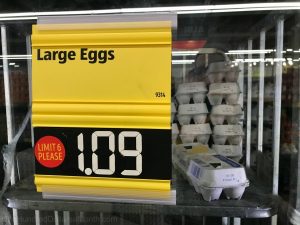 Large Eggs
9314
LIMIT 6
PLEASE
1.09